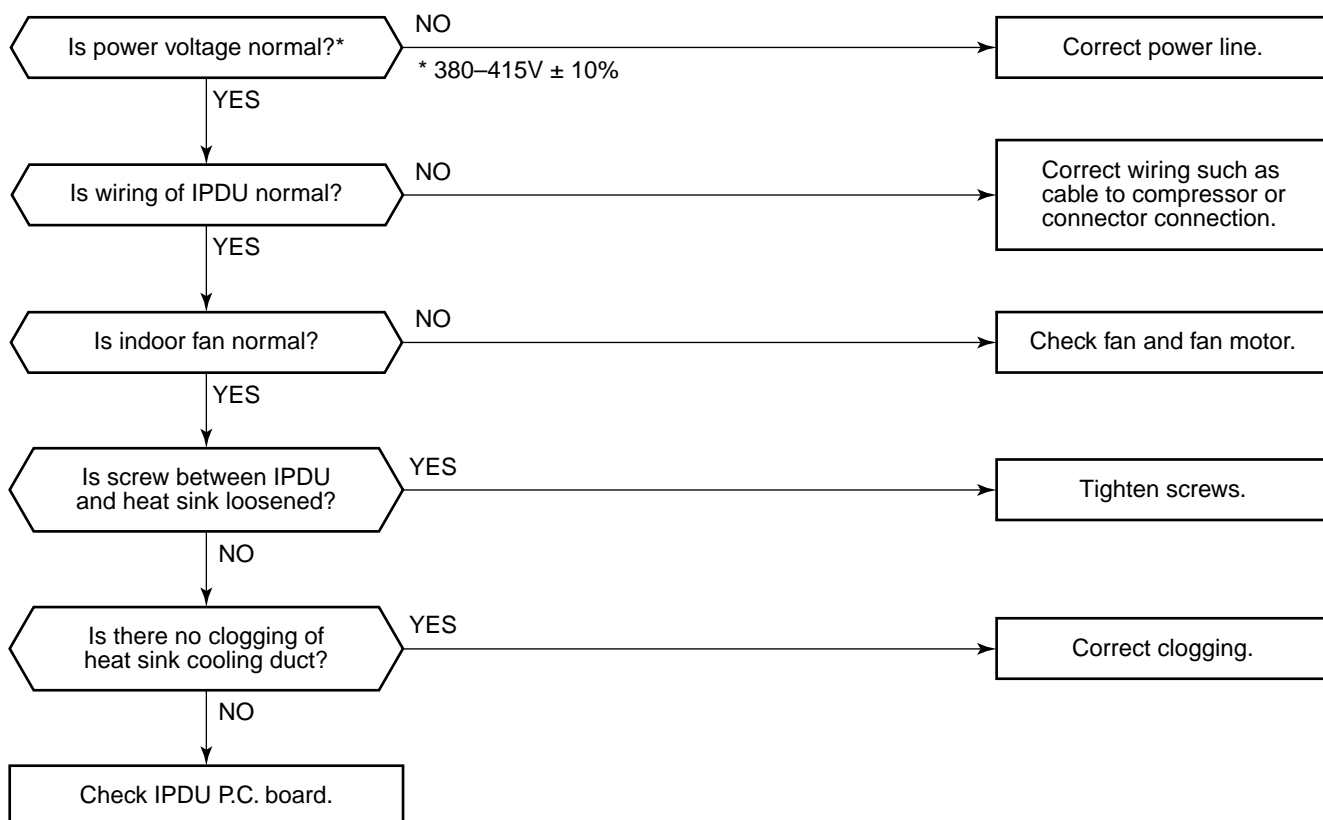 Is power voltage normal?*
NO
* 380–415V ± 10%
Correct power line.
YES
Is wiring of IPDU normal?
NO
Correct wiring such as
cable to compressor or
connector connection.
YES
Is indoor fan normal?
NO
Check fan and fan motor.
YES
Is screw between IPDU
and heat sink loosened?
YES
Tighten screws.
NO
Is there no clogging of
heat sink cooling duct?
YES
Correct clogging.
NO
Check IPDU P.C. board.